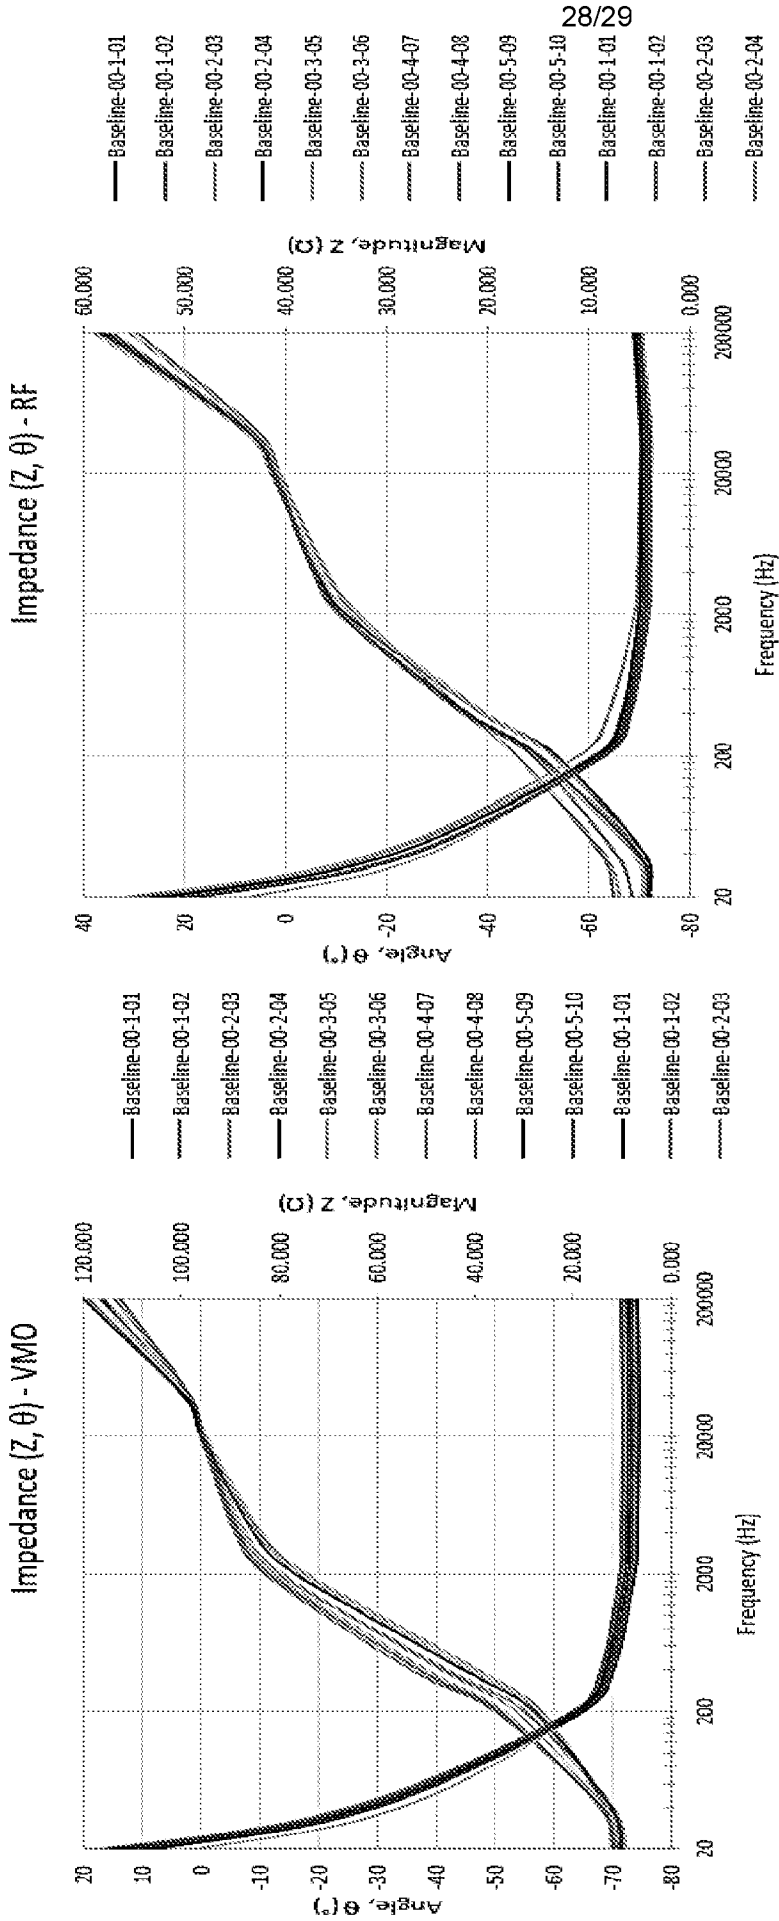 28/29
Impedance (Z, θ) - VMO
Angle, Θ (°)
20
10
0
-10
-20
-30
-40
-50
-60
-70
-80
Magnitude, Z (Ω)
120.000
100.000
80.000
60.000
40.000
20.000
0.000
20
200
2000
20000
200000
Frequency (Hz)
Baseline-00-1-01
Baseline-00-1-02
Baseline-00-2-03
Baseline-00-2-04
Baseline-00-3-05
Baseline-00-3-06
Baseline-00-4-07
Baseline-00-4-08
Baseline-00-5-09
Baseline-00-5-10
Baseline-00-1-01
Baseline-00-1-02
Baseline-00-2-03
Impedance (Z, θ) - RF
Angle, Θ (°)
40
20
0
-20
-40
-60
-80
Magnitude, Z (Ω)
60.000
50.000
40.000
30.000
20.000
10.000
0.000
20
200
2000
20000
200000
Frequency (Hz)
Baseline-00-1-01
Baseline-00-1-02
Baseline-00-2-03
Baseline-00-2-04
Baseline-00-3-05
Baseline-00-3-06
Baseline-00-4-07
Baseline-00-4-08
Baseline-00-5-09
Baseline-00-5-10
Baseline-00-1-01
Baseline-00-1-02
Baseline-00-2-03
Baseline-00-2-04